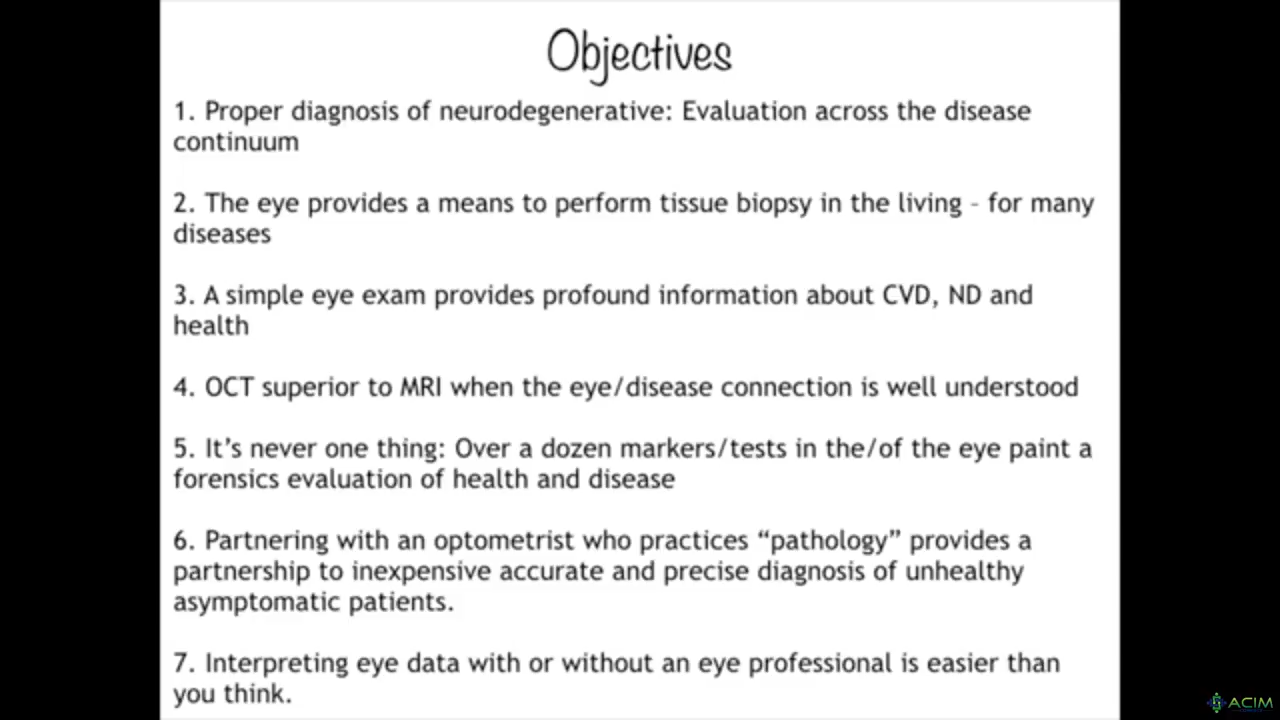 Objectives
1. Proper diagnosis of neurodegenerative: Evaluation across the disease
continuum
2. The eye provides a means to perform tissue biopsy in the living – for many
diseases
3. A simple eye exam provides profound information about CVD, ND and
health
4. OCT superior to MRI when the eye/disease connection is well understood
5. It’s never one thing: Over a dozen markers/tests in the/of the eye paint a
forensics evaluation of health and disease
6. Partnering with an optometrist who practices “pathology” provides a
partnership to inexpensive accurate and precise diagnosis of unhealthy
asymptomatic patients.
7. Interpreting eye data with or without an eye professional is easier than
you think.
ACIM